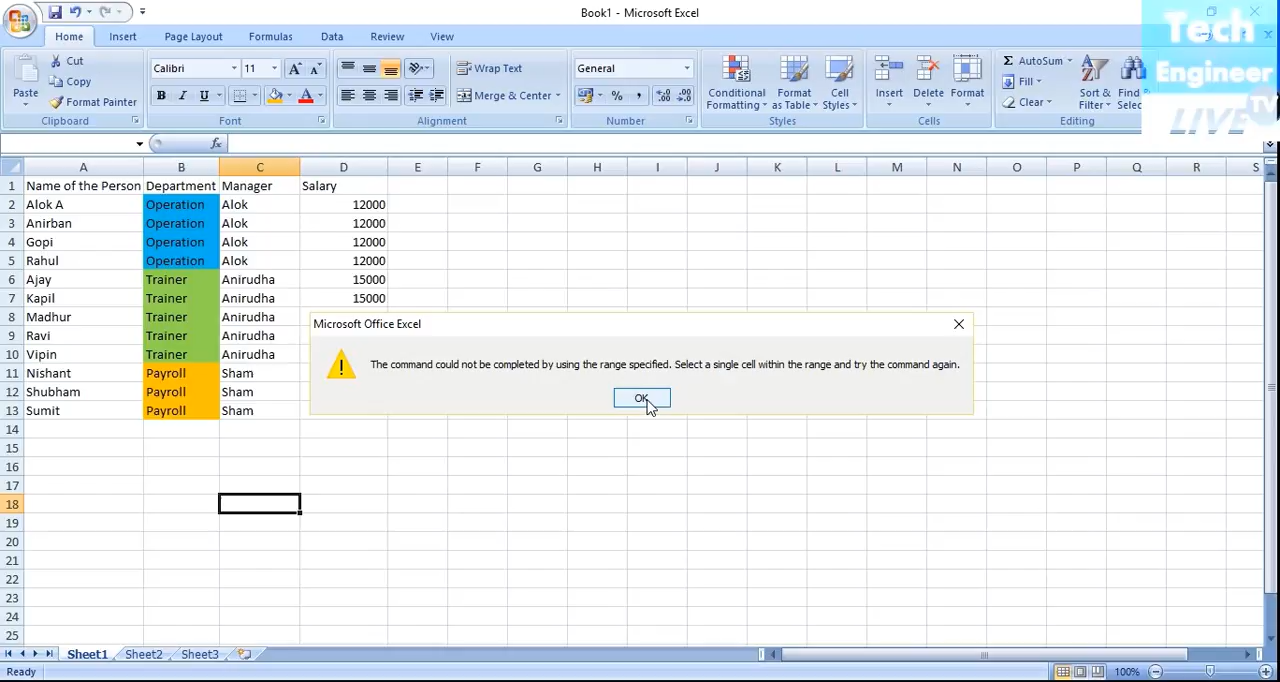 Book1 - Microsoft Excel
Tech
Engineer
LIVE TV
Home Insert Page Layout Formulas Data Review View
Paste
Cut
Copy
Format Painter
Clipboard
Calibri 11
B I U
Font
Wrap Text
Merge & Center
Alignment
General
% ,
Number
Conditional Formatting
Format as Table
Cell Styles
Styles
Insert Delete Format
Cells
Σ AutoSum
Fill
Clear
Sort & Filter
Editing
fx
A B C D E F G H I J K L M N O P Q R S
1 Name of the Person Department Manager Salary
2 Alok A Operation Alok 12000
3 Anirban Operation Alok 12000
4 Gopi Operation Alok 12000
5 Rahul Operation Alok 12000
6 Ajay Trainer Anirudha 15000
7 Kapil Trainer Anirudha 15000
8 Madhur Trainer Anirudha
9 Ravi Trainer Anirudha
10 Vipin Trainer Anirudha
11 Nishant Payroll Sham
12 Shubham Payroll Sham
13 Sumit Payroll Sham
14
15
16
17
18
19
20
21
22
23
24
25
Microsoft Office Excel
The command could not be completed by using the range specified. Select a single cell within the range and try the command again.
OK
Sheet1 Sheet2 Sheet3
Ready 100%